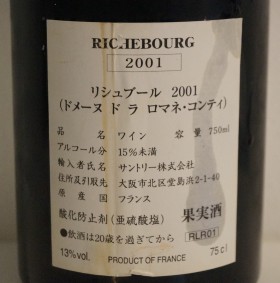 RICHEBOURG
2001
リシュブール 2001
(ドメーヌ ド ラ ロマネ・コンティ)
品名 ワイン 容量 750ml
アルコール分 15%未満
輸入者氏名 サントリー株式会社
住所及引取先 大阪市北区堂島浜2-1-40
原産国 フランス
酸化防止剤(亜硫酸塩) 果実酒
●飲酒は20歳を過ぎてから RLR01
13%vol. PRODUCT OF FRANCE 75cl